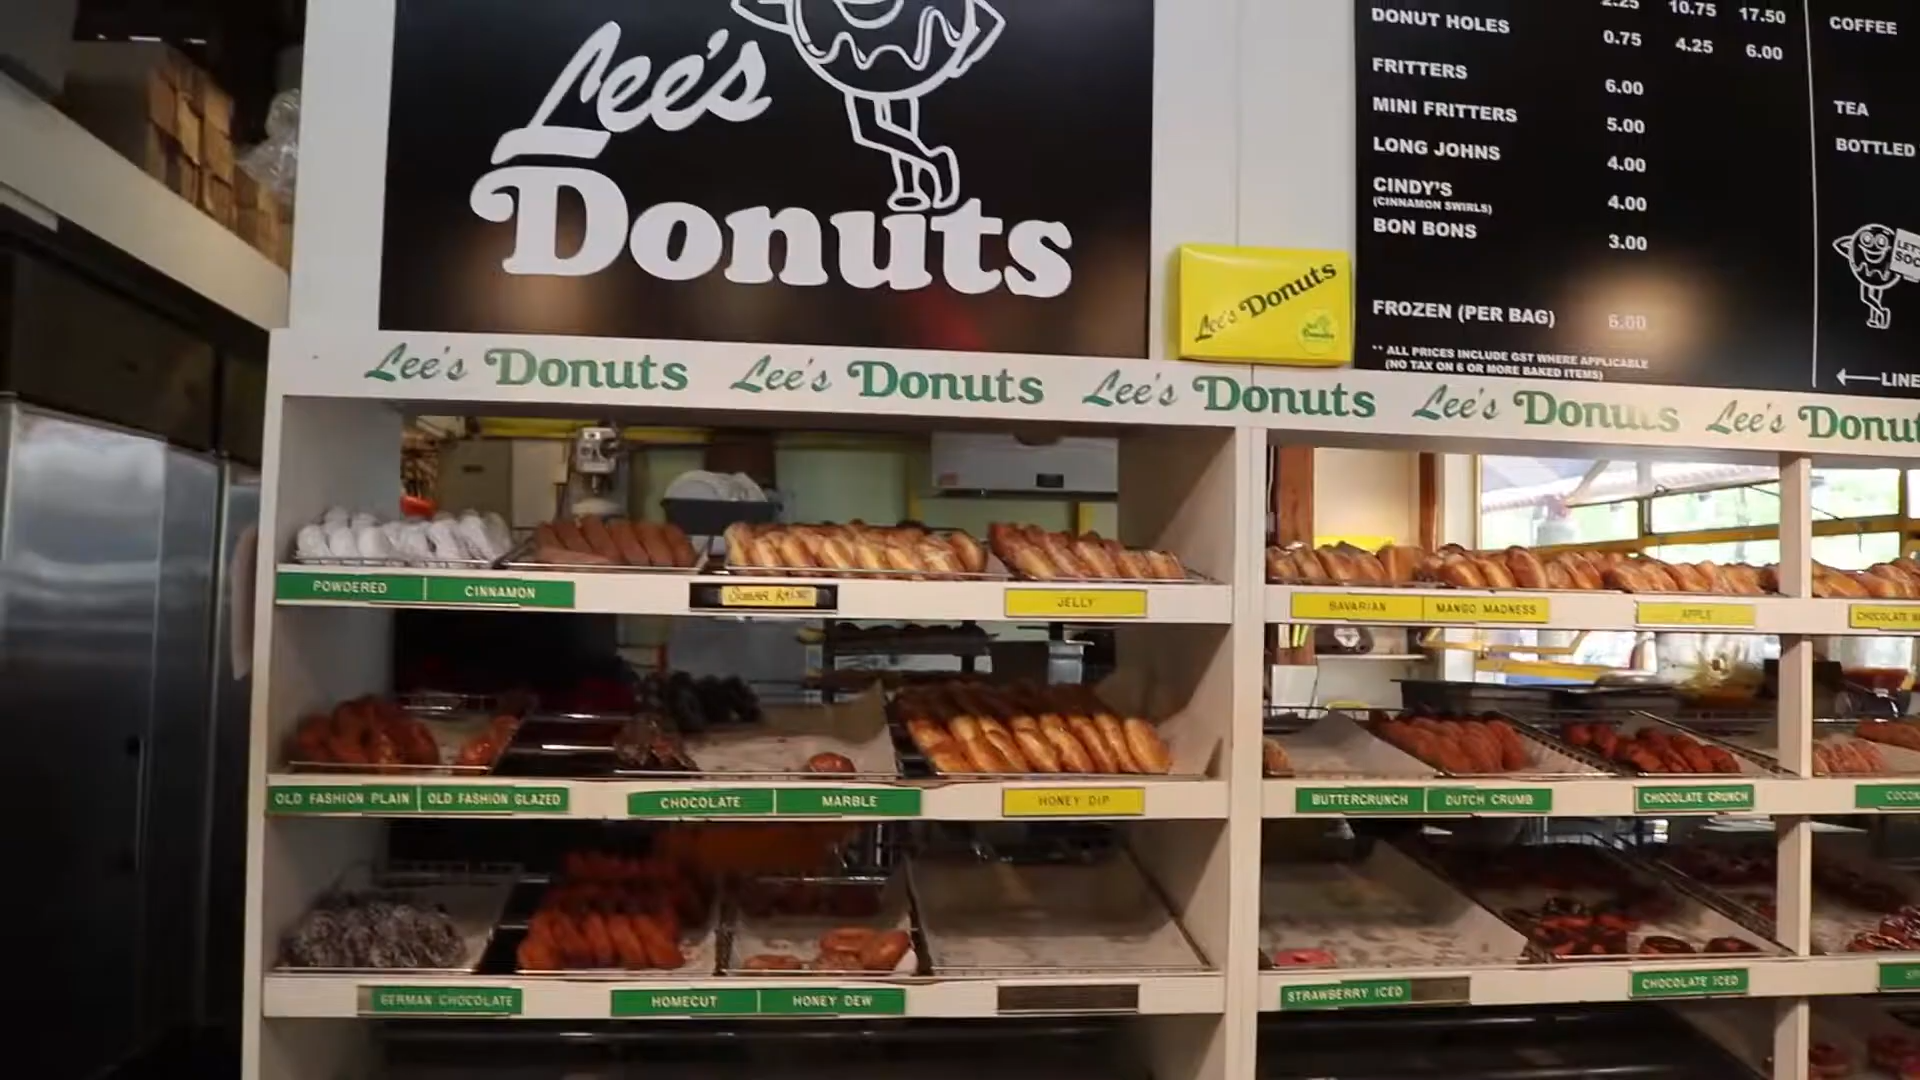 Lee's
Donuts
2.25 10.75 17.50
DONUT HOLES 0.75 4.25 6.00
FRITTERS 6.00
MINI FRITTERS 5.00
LONG JOHNS 4.00
CINDY'S 4.00
(CINNAMON SWIRLS)
BON BONS 3.00
FROZEN (PER BAG) 6.00
** ALL PRICES INCLUDE GST WHERE APPLICABLE
(NO TAX ON 6 OR MORE BAKED ITEMS)
COFFEE
TEA
BOTTLED
LINE
Lee's Donuts
Lee's Donuts Lee's Donuts Lee's Donuts Lee's Donuts Lee's Donut
POWDERED CINNAMON JELLY BAVARIAN MANGO MADNESS APPLE CHOCOLATE
OLD FASHION PLAIN OLD FASHION GLAZED CHOCOLATE MARBLE HONEY DIP BUTTERCRUNCH DUTCH CRUMB CHOCOLATE CRUNCH
GERMAN CHOCOLATE HOMECUT HONEY DEW STRAWBERRY ICED CHOCOLATE ICED